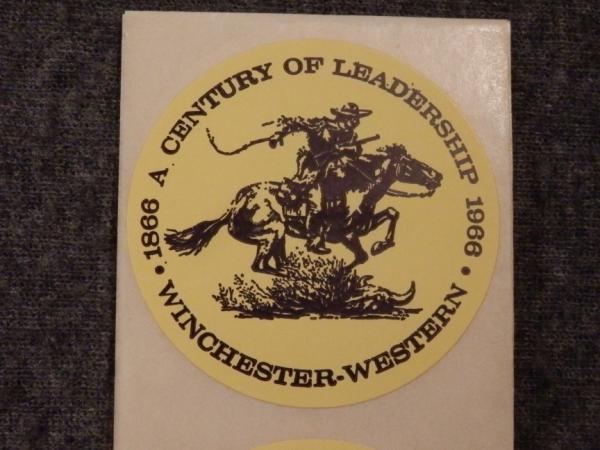 1866 A CENTURY OF LEADERSHIP 1966
• WINCHESTER-WESTERN •